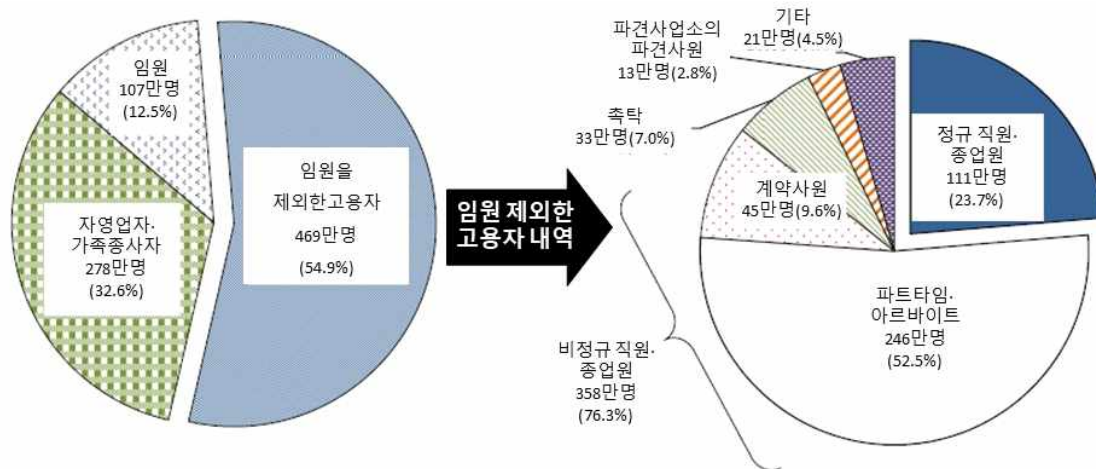 임원
107만명
(12.5%)
자영업자·
가족종사자
278만명
(32.6%)
임원을
제외한고용자
469만명
(54.9%)
임원 제외한
고용자 내역
기타
21만명(4.5%)
파견사업소의
파견사원
13만명(2.8%)
촉탁
33만명(7.0%)
계약사원
45만명(9.6%)
정규 직원·
종업원
111만명
(23.7%)
파트타임·
아르바이트
246만명
(52.5%)
비정규 직원·
종업원
358만명
(76.3%)